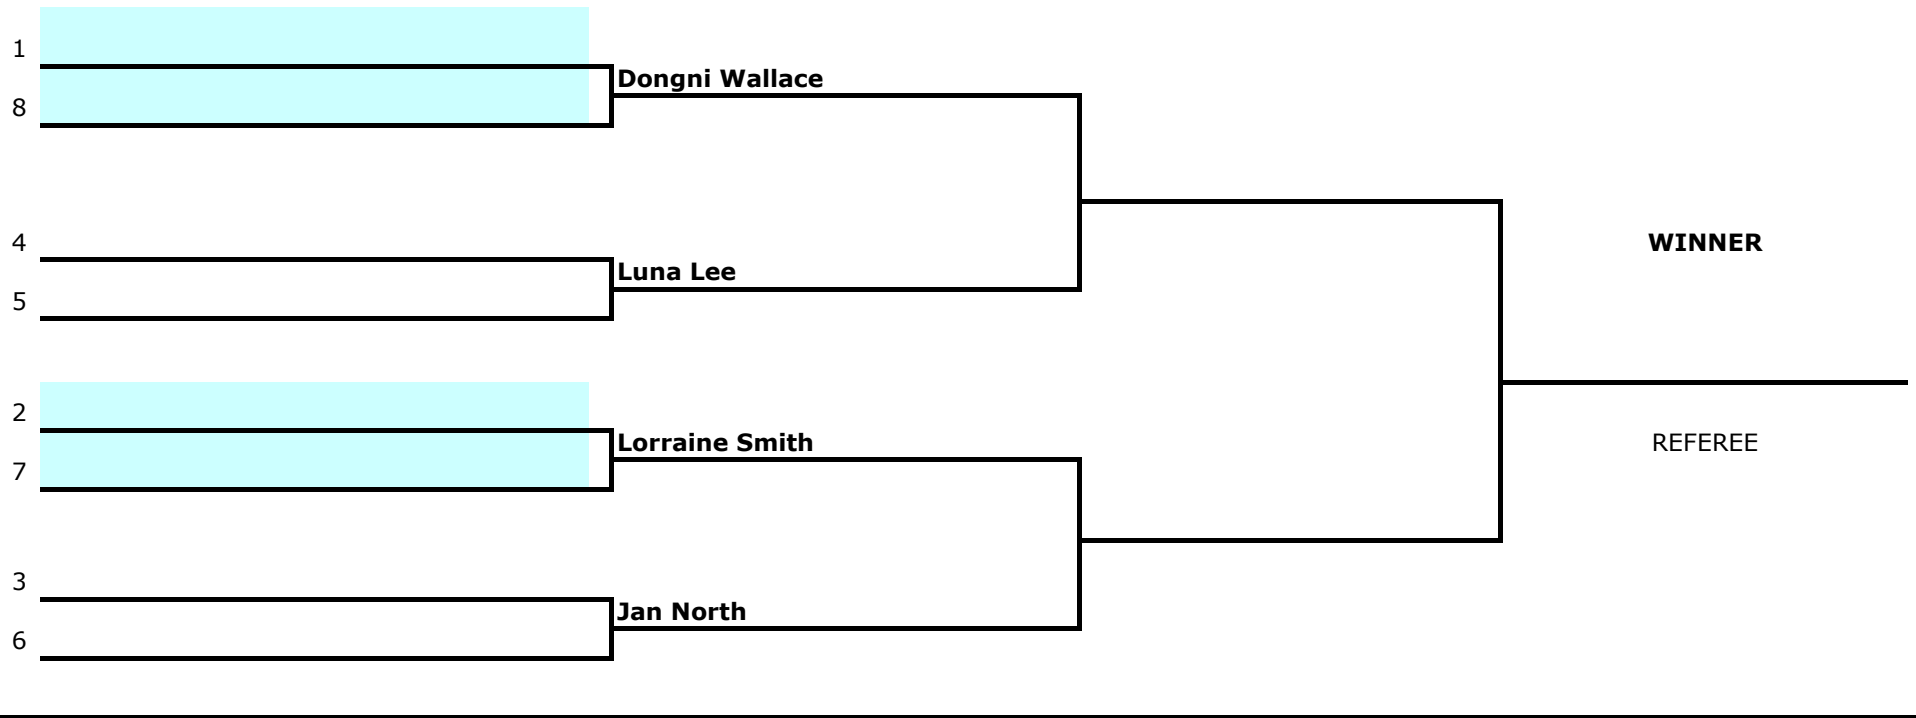 1
Dongni Wallace
8
4
WINNER
Luna Lee
5
2
Lorraine Smith
REFEREE
7
3
Jan North
6